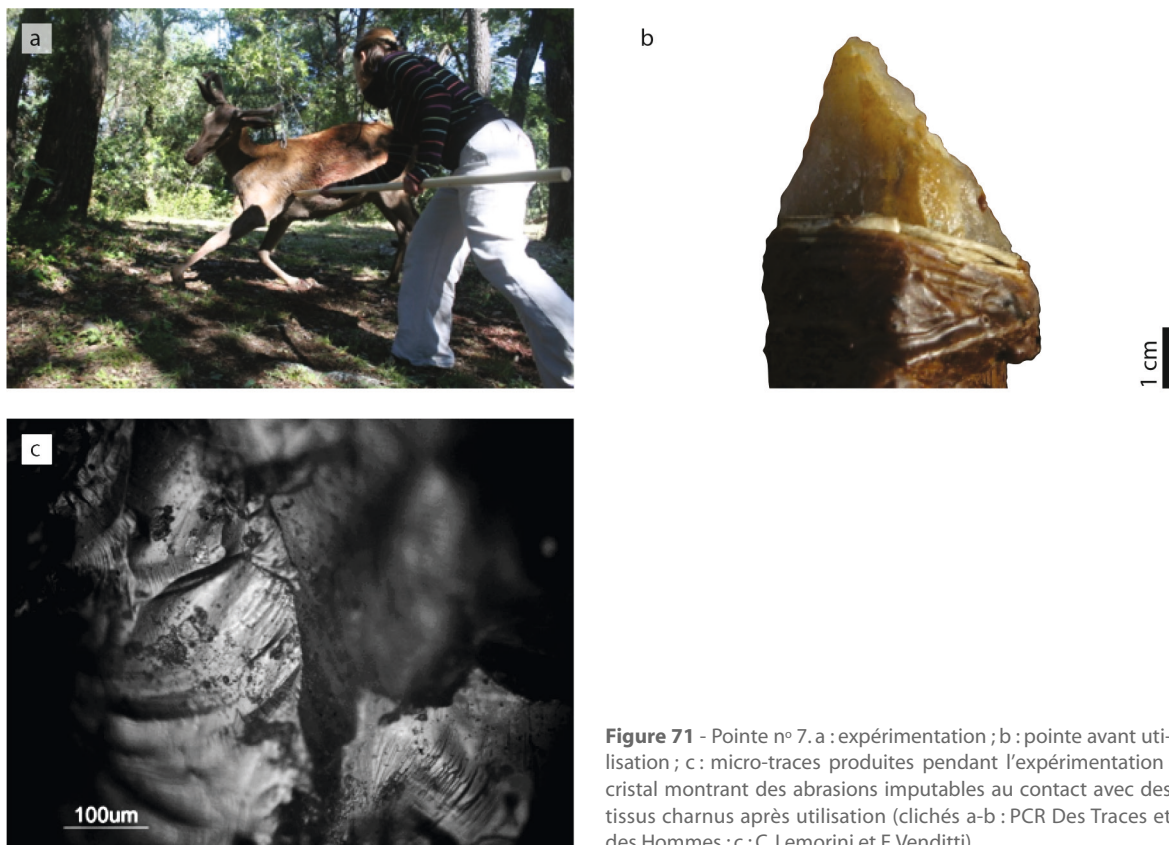 a
b
1 cm
c
100um
Figure 71 - Pointe nº 7. a : expérimentation ; b : pointe avant uti-
lisation ; c : micro-traces produites pendant l'expérimentation
cristal montrant des abrasions imputables au contact avec des
tissus charnus après utilisation (clichés a-b : PCR Des Traces et
des Hommes ; c : C. Lemorini et F. Venditti)